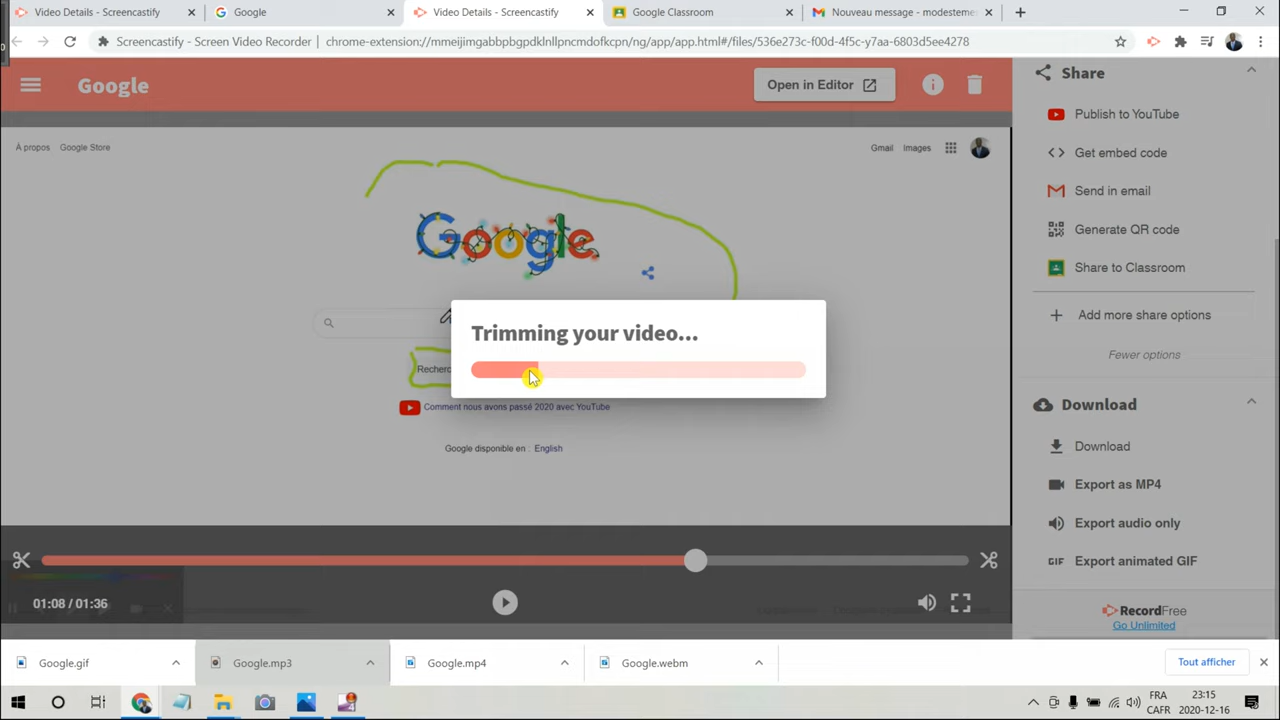 Video Details - Screencastify
Google
Video Details - Screencastify
Google Classroom
Nouveau message - modesteme
Screencastify - Screen Video Recorder | chrome-extension://mmeijimgabbpbgpdklnllpncmdofkcpn/ng/app/app.html#/files/536e273c-f00d-4f5c-y7aa-6803d5ee4278
Google
Open in Editor
Share
Publish to YouTube
Get embed code
Send in email
Generate QR code
Share to Classroom
Add more share options
Fewer options
Download
Download
Export as MP4
Export audio only
Export animated GIF
GIF
RecordFree
Go Unlimited
À propos Google Store
Gmail Images
Google
Trimming your video...
Recherc
Comment nous avons passé 2020 avec YouTube
Google disponible en : English
01:08 / 01:36
Google.gif
Google.mp3
Google.mp4
Google.webm
Tout afficher
FRA
CAFR
23:15
2020-12-16